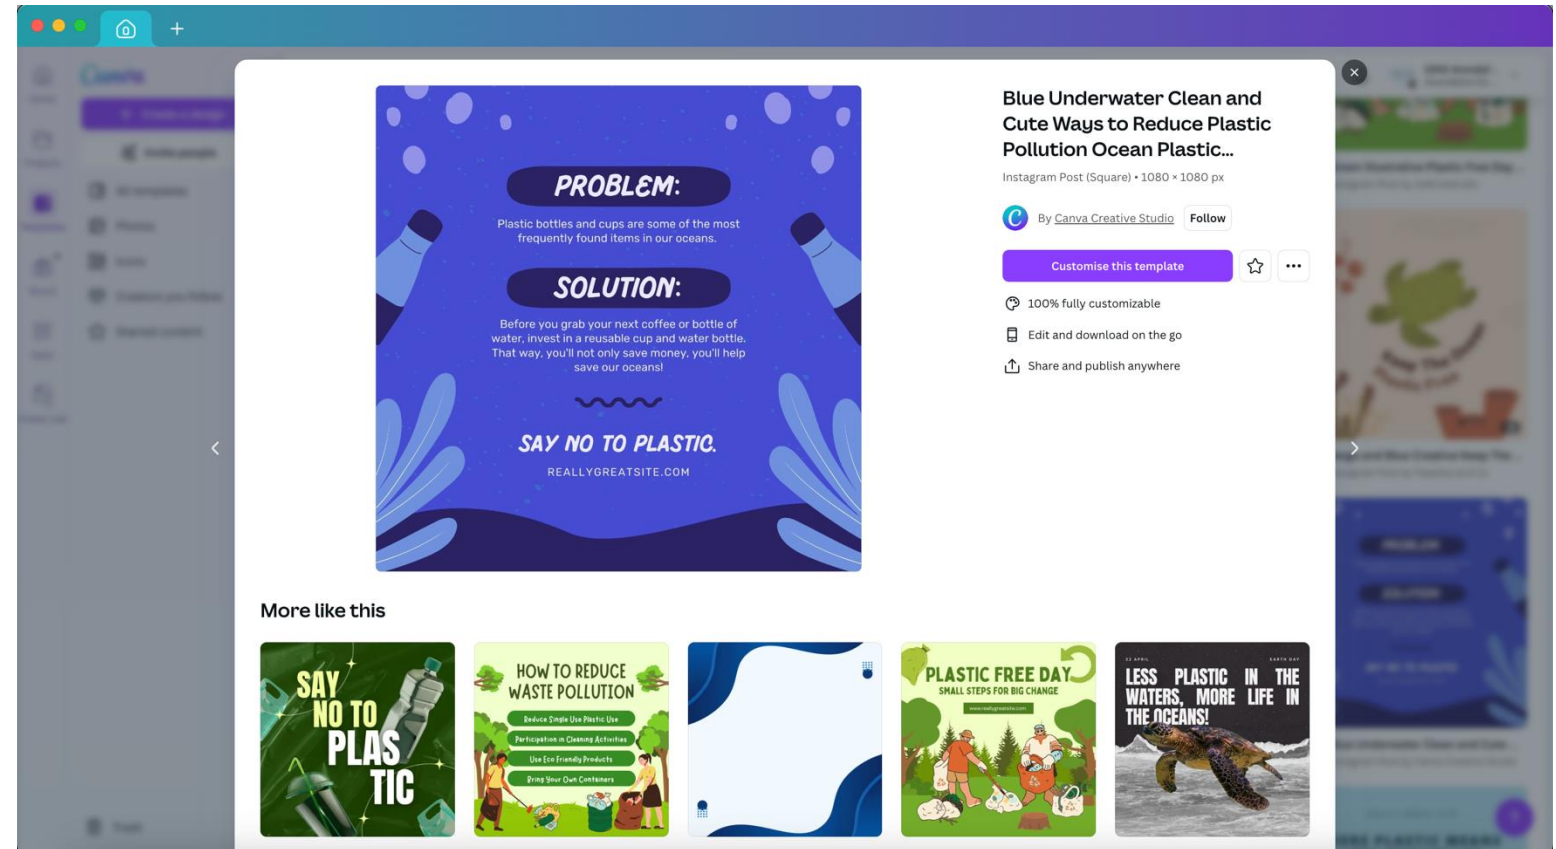 PROBLEM:
Plastic bottles and cups are some of the most
frequently found items in our oceans.
SOLUTION:
Before you grab your next coffee or bottle of
water, invest in a reusable cup and water bottle.
That way, you'll not only save money, you'll help
save our oceans!
SAY NO TO PLASTIC.
REALLYGREATSITE.COM
Blue Underwater Clean and
Cute Ways to Reduce Plastic
Pollution Ocean Plastic...
Instagram Post (Square) • 1080 × 1080 px
By Canva Creative Studio
Follow
Customise this template
100% fully customizable
Edit and download on the go
Share and publish anywhere
More like this
SAY
NO TO
PLAS
TIC
HOW TO REDUCE
WASTE POLLUTION
Reduce Single Use Plastic Use
Participation in Cleaning Activities
Use Eco Friendly Products
Bring Your Own Containers
PLASTIC FREE DAY
SMALL STEPS FOR BIG CHANGE
www.reallygreatsite.com
22 APRIL
EARTH DAY
LESS PLASTIC IN THE
WATERS, MORE LIFE IN
THE OCEANS!